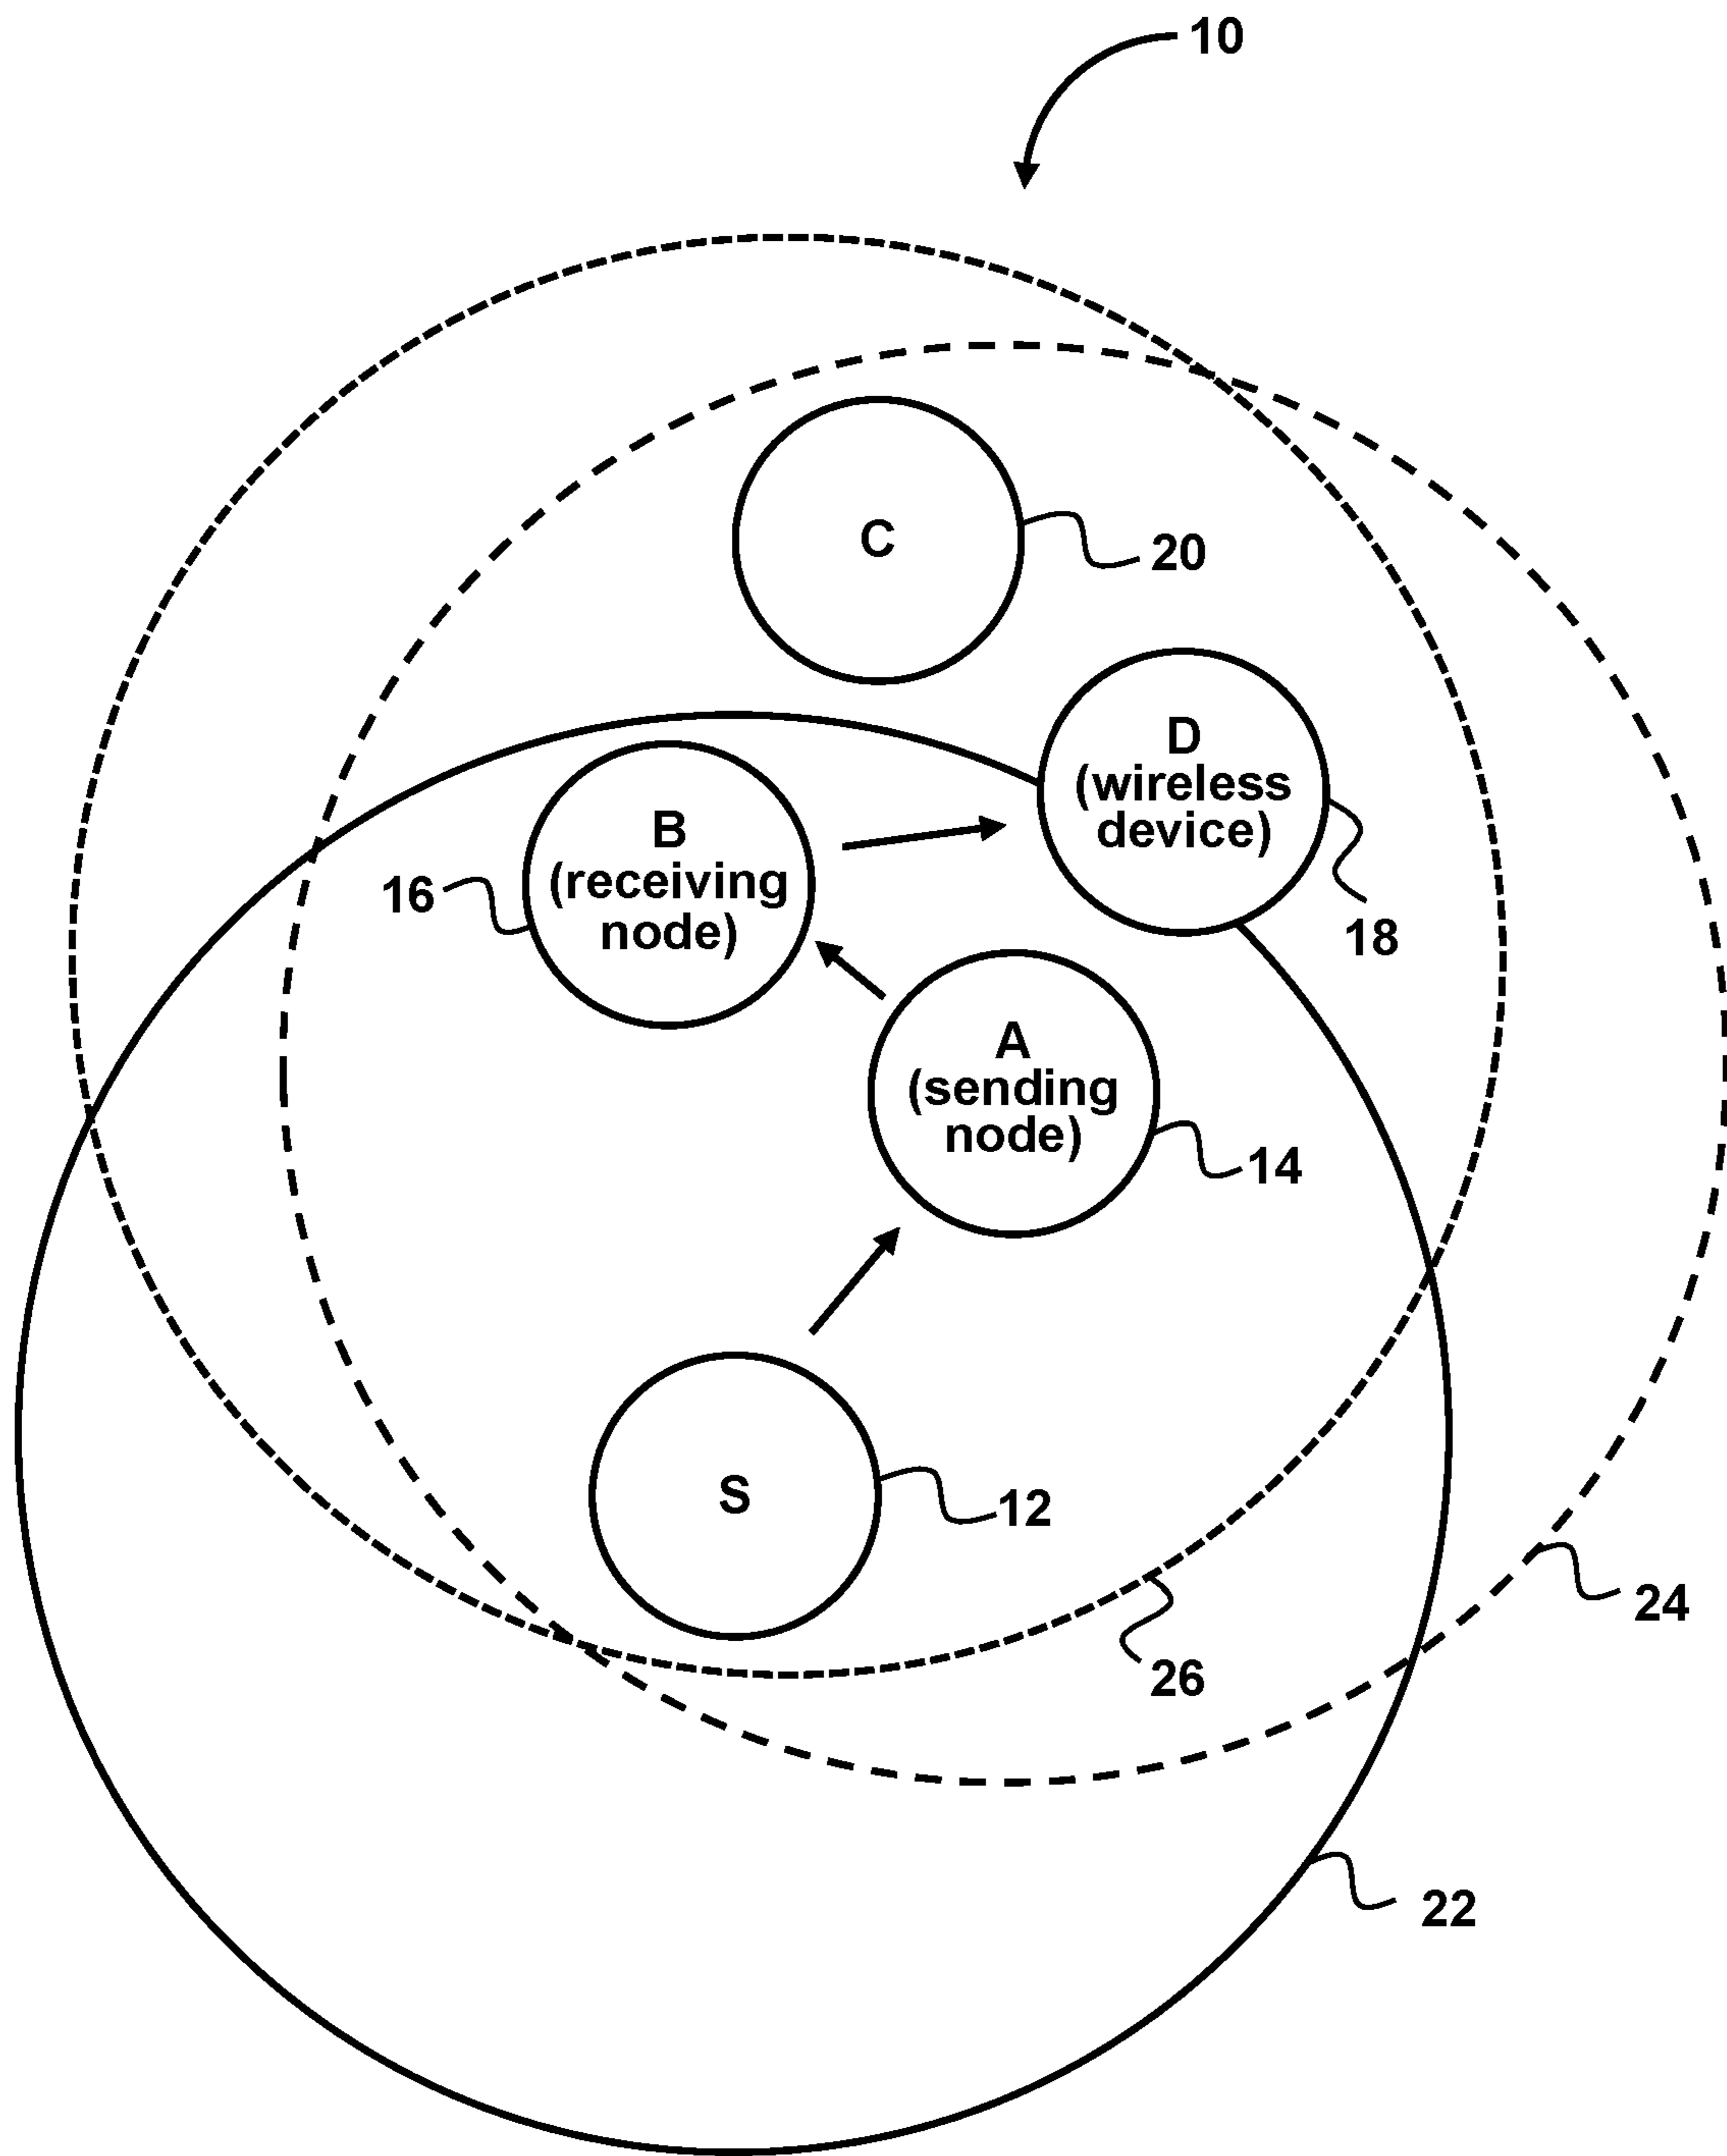 10
C
20
D
(wireless
device)
18
B
(receiving
node)
16
A
(sending
node)
14
S
12
24
26
22